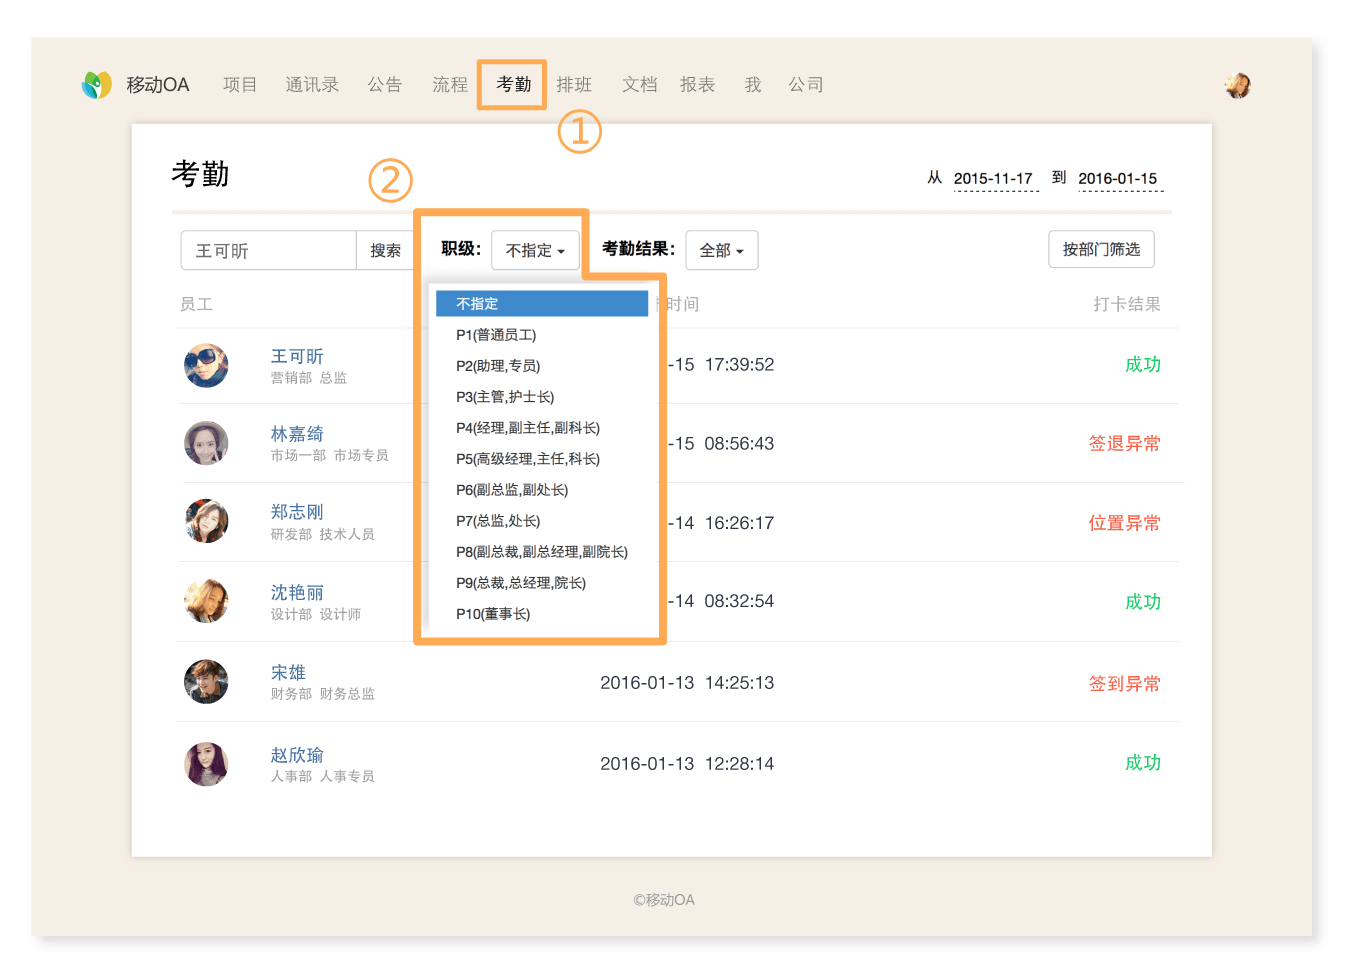 移动OA 项目 通讯录 公告 流程 考勤 排班 文档 报表 我 公司
①
考勤
②
从 2015-11-17 到 2016-01-15
王可昕 搜索 职级: 不指定 考勤结果: 全部 按部门筛选
员工 时间 打卡结果
不指定
P1(普通员工)
P2(助理,专员)
P3(主管,护士长)
P4(经理,副主任,副科长)
P5(高级经理,主任,科长)
P6(副总监,副处长)
P7(总监,处长)
P8(副总裁,副总经理,副院长)
P9(总裁,总经理,院长)
P10(董事长)
王可昕
营销部 总监
-15 17:39:52 成功
林嘉绮
市场一部 市场专员
-15 08:56:43 签退异常
郑志刚
研发部 技术人员
-14 16:26:17 位置异常
沈艳丽
设计部 设计师
-14 08:32:54 成功
宋雄
财务部 财务总监
2016-01-13 14:25:13 签到异常
赵欣瑜
人事部 人事专员
2016-01-13 12:28:14 成功
©移动OA